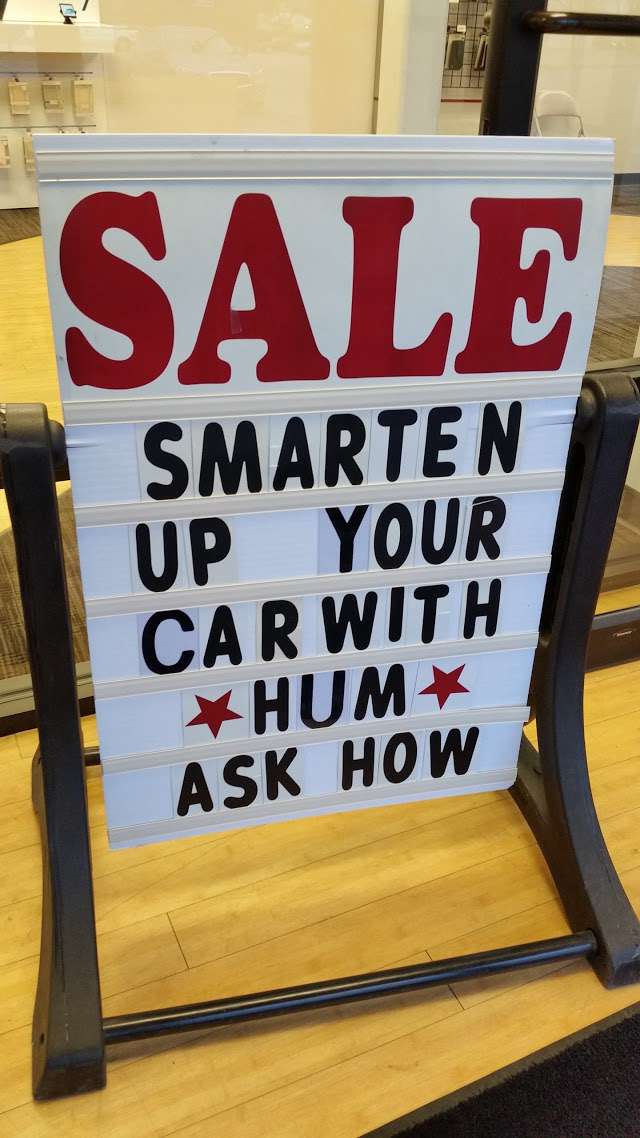 SALE
SMARTEN
UP YOUR
CAR WITH
HUM
ASK HOW